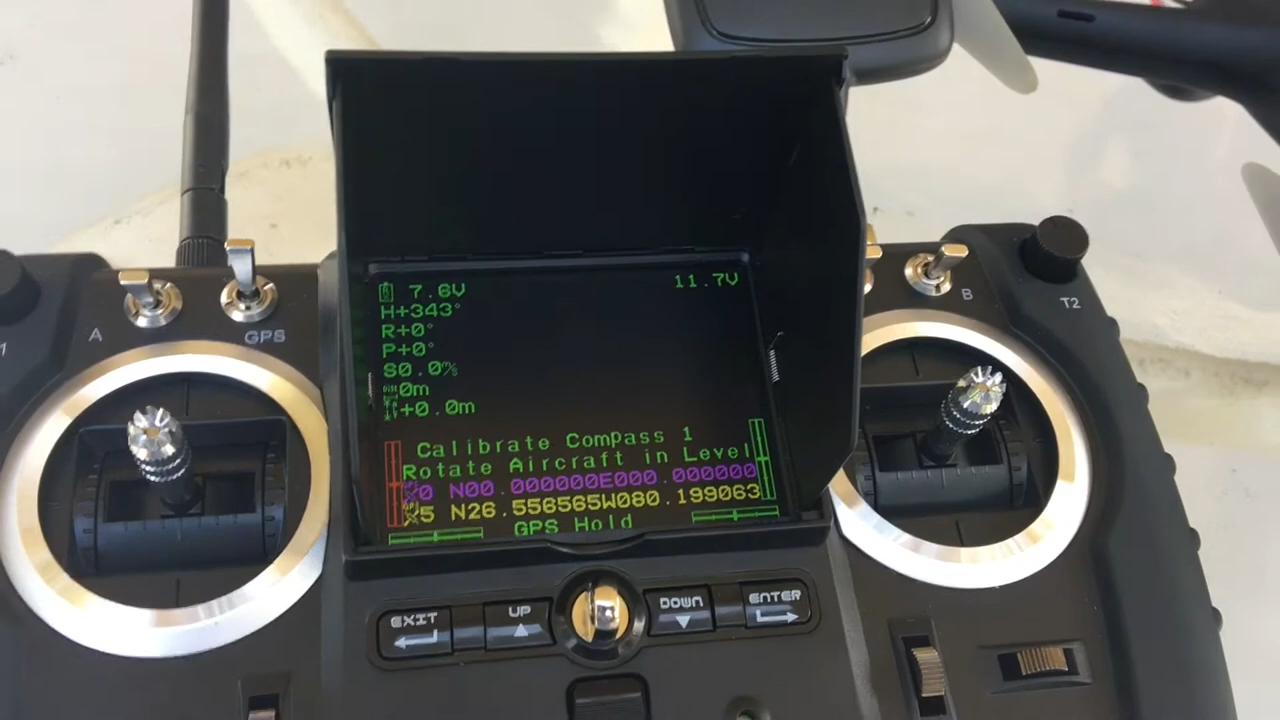 7.6V 11.7V
H+343°
R+0°
P+0°
S0.0%
0m
+0.0m
Calibrate Compass 1
Rotate Aircraft in Level
0 N00.000000E000.000000
5 N26.556565W080.199063
GPS Hold
A
GPS
B
T2
EXIT
UP
DOWN
ENTER